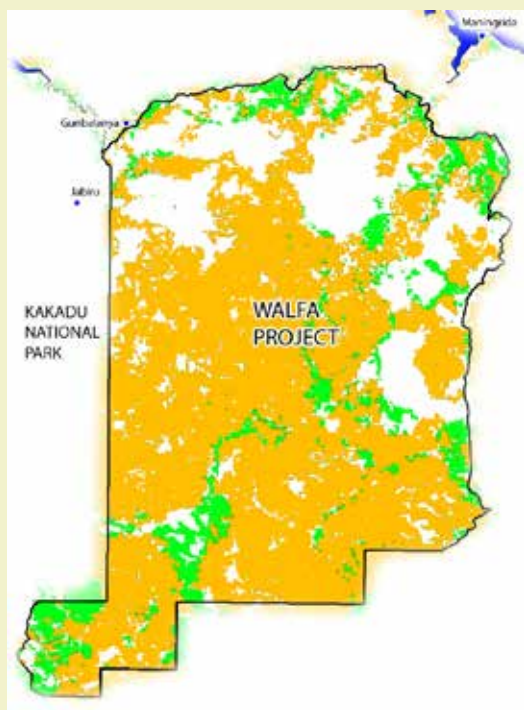 Maningrida
Gunbalanya
Jabiru
KAKADU
NATIONAL
PARK
WALFA
PROJECT